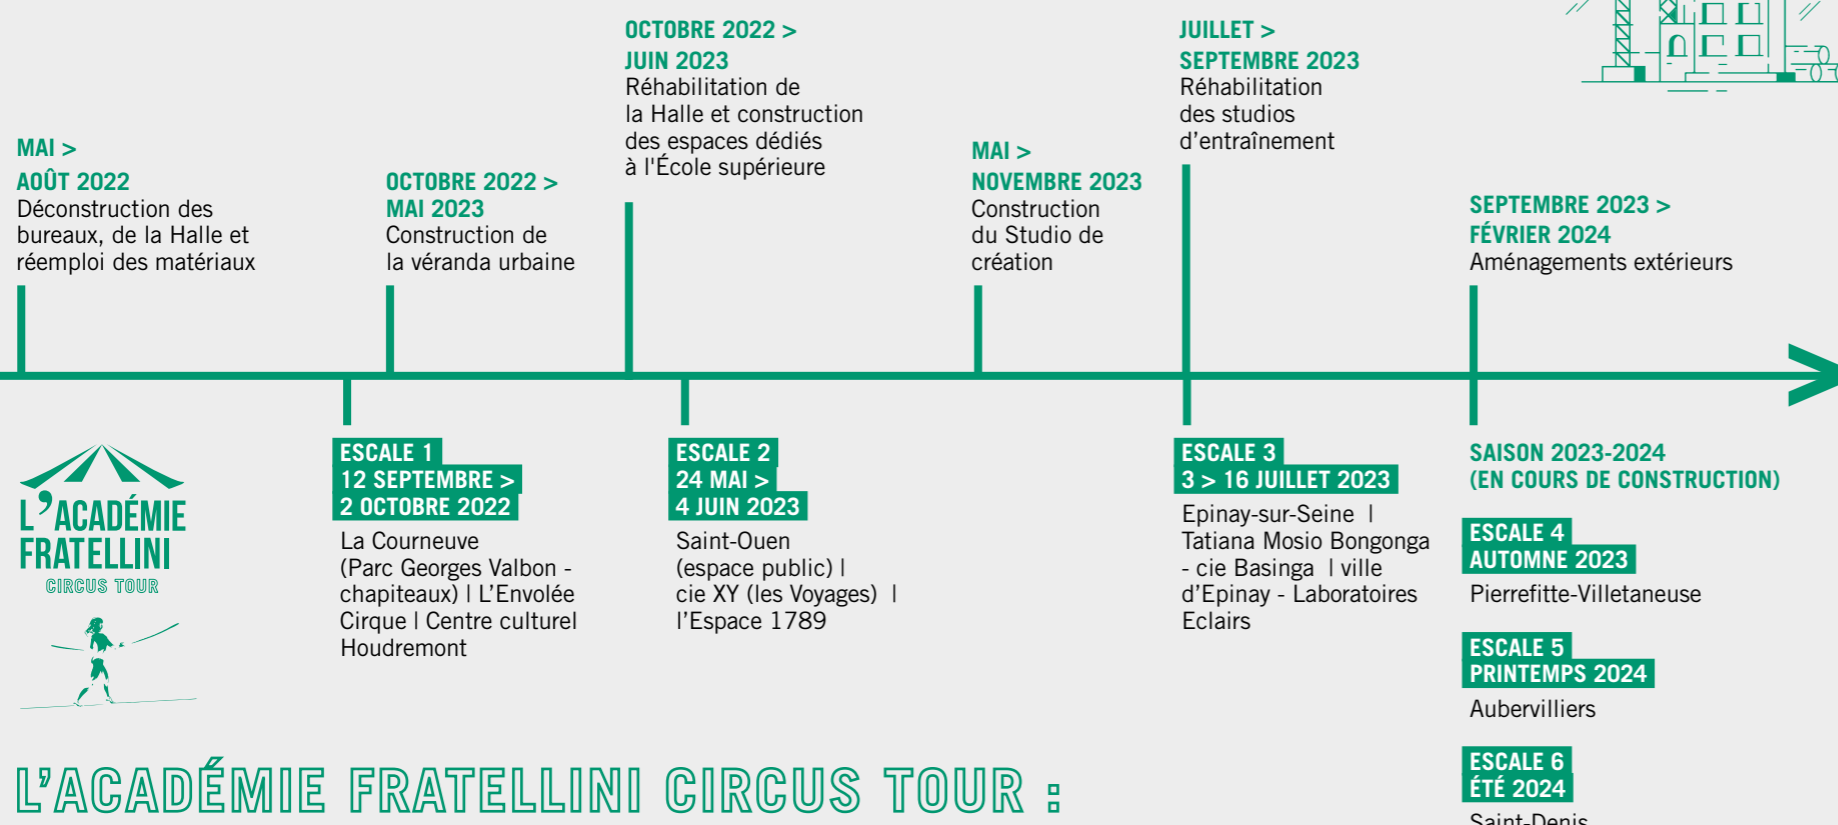 MAI >
AOÛT 2022
Déconstruction des
bureaux, de la Halle et
réemploi des matériaux
OCTOBRE 2022 >
MAI 2023
Construction de
la véranda urbaine
OCTOBRE 2022 >
JUIN 2023
Réhabilitation de
la Halle et construction
des espaces dédiés
à l'École supérieure
MAI >
NOVEMBRE 2023
Construction
du Studio de
création
JUILLET >
SEPTEMBRE 2023
Réhabilitation
des studios
d’entraînement
SEPTEMBRE 2023 >
FÉVRIER 2024
Aménagements extérieurs
L’ACADÉMIE
FRATELLINI
CIRCUS TOUR
ESCALE 1
12 SEPTEMBRE >
2 OCTOBRE 2022
La Courneuve
(Parc Georges Valbon -
chapiteaux) | L’Envolée
Cirque | Centre culturel
Houdremont
ESCALE 2
24 MAI >
4 JUIN 2023
Saint-Ouen
(espace public) |
cie XY (les Voyages) |
l’Espace 1789
ESCALE 3
3 > 16 JUILLET 2023
Epinay-sur-Seine |
Tatiana Mosio Bongonga
- cie Basinga | ville
d’Epinay - Laboratoires
Eclairs
SAISON 2023-2024
(EN COURS DE CONSTRUCTION)
ESCALE 4
AUTOMNE 2023
Pierrefitte-Villetaneuse
ESCALE 5
PRINTEMPS 2024
Aubervilliers
ESCALE 6
ÉTÉ 2024
Saint-Denis
L’ACADÉMIE FRATELLINI CIRCUS TOUR :